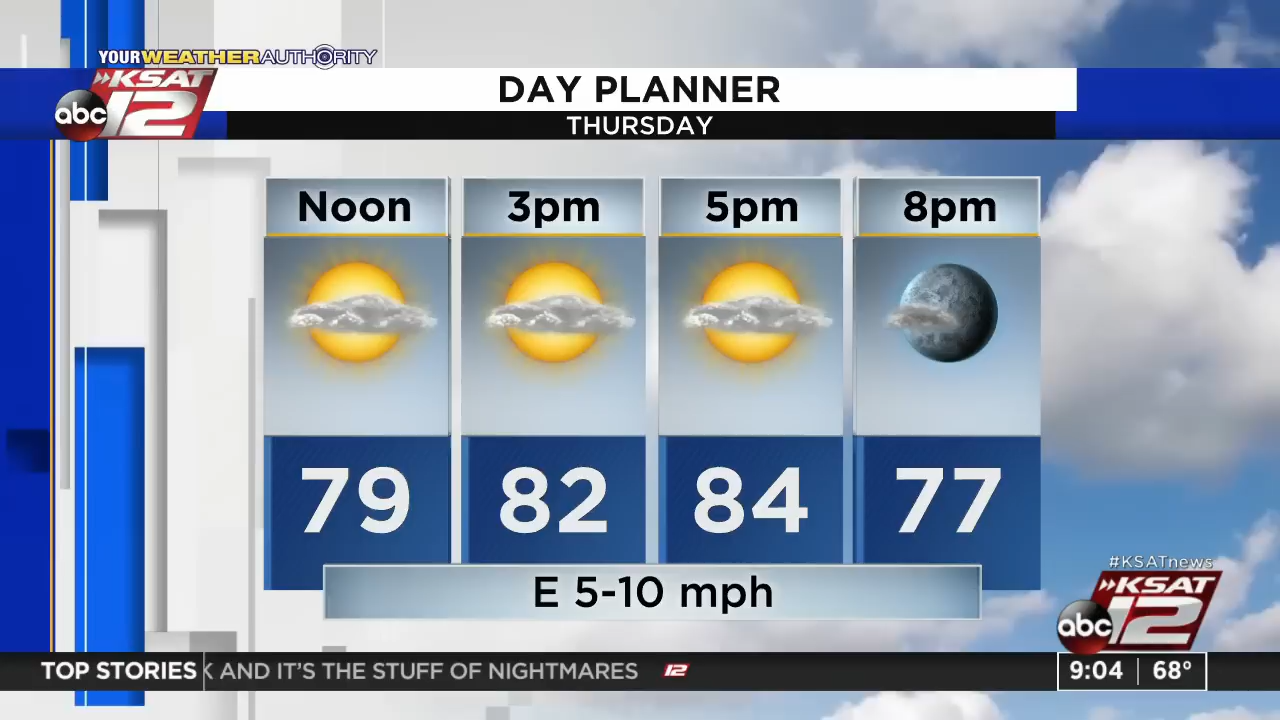 YOURWEATHERAUTHORITY
KSAT
abc 12
DAY PLANNER
THURSDAY
Noon 3pm 5pm 8pm
79 82 84 77
E 5-10 mph
#KSATnews
KSAT
abc 12
TOP STORIES AND IT'S THE STUFF OF NIGHTMARES 12
9:04 68°